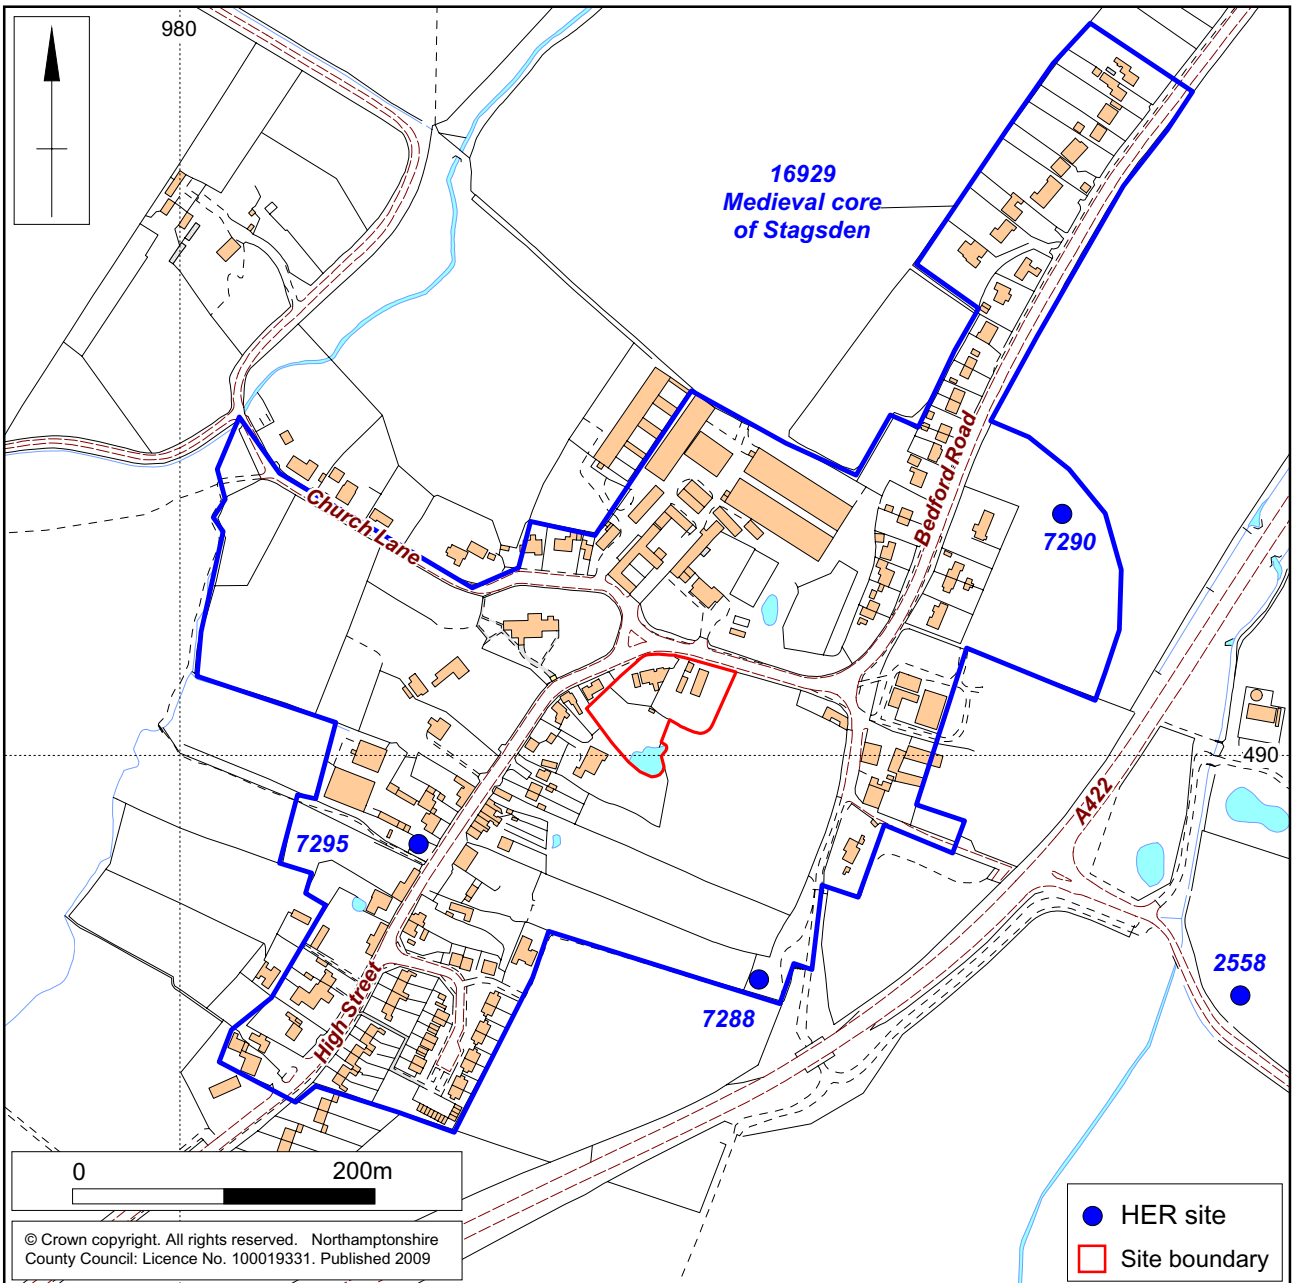 980
16929
Medieval core
of Stagsden
Bedford Road
7290
Church Lane
490
A422
7295
2558
7288
High Street
0 200m
HER site
Site boundary
© Crown copyright. All rights reserved. Northamptonshire
County Council: Licence No. 100019331. Published 2009